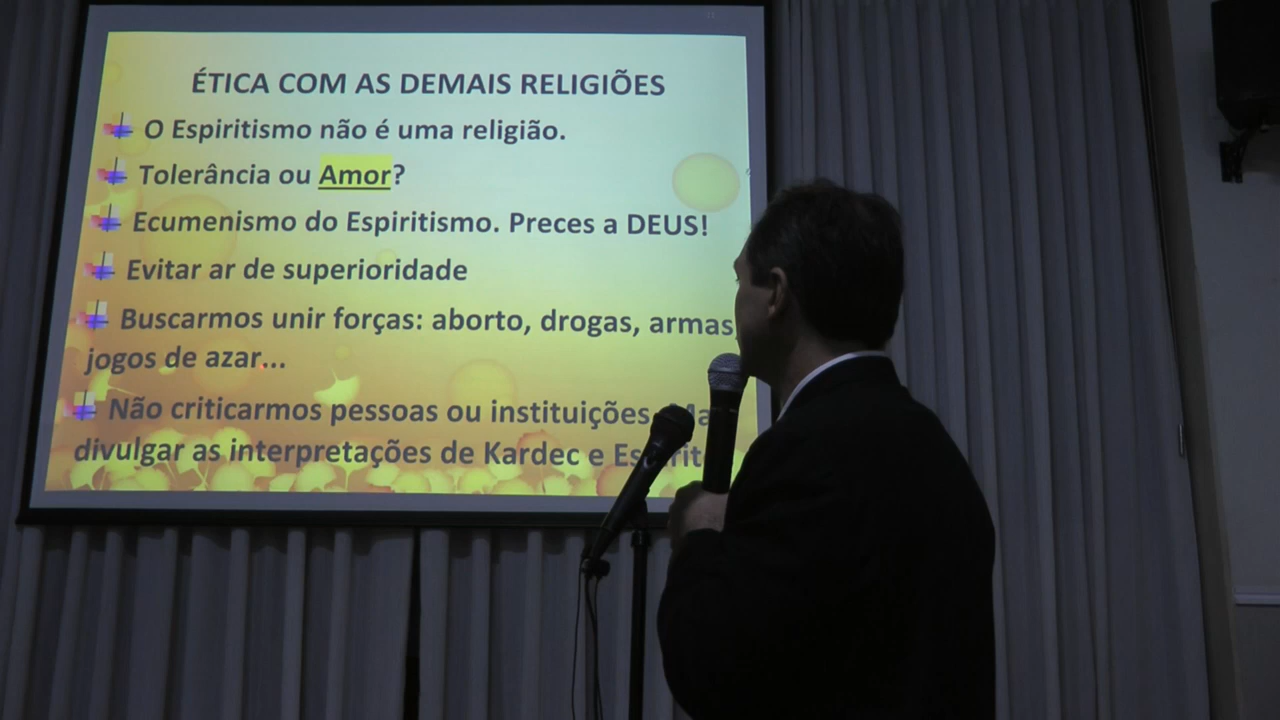 ÉTICA COM AS DEMAIS RELIGIÕES
O Espiritismo não é uma religião.
Tolerância ou Amor?
Ecumenismo do Espiritismo. Preces a DEUS!
Evitar ar de superioridade
Buscarmos unir forças: aborto, drogas, armas,
jogos de azar...
Não criticarmos pessoas ou instituições
divulgar as interpretações de Kardec e